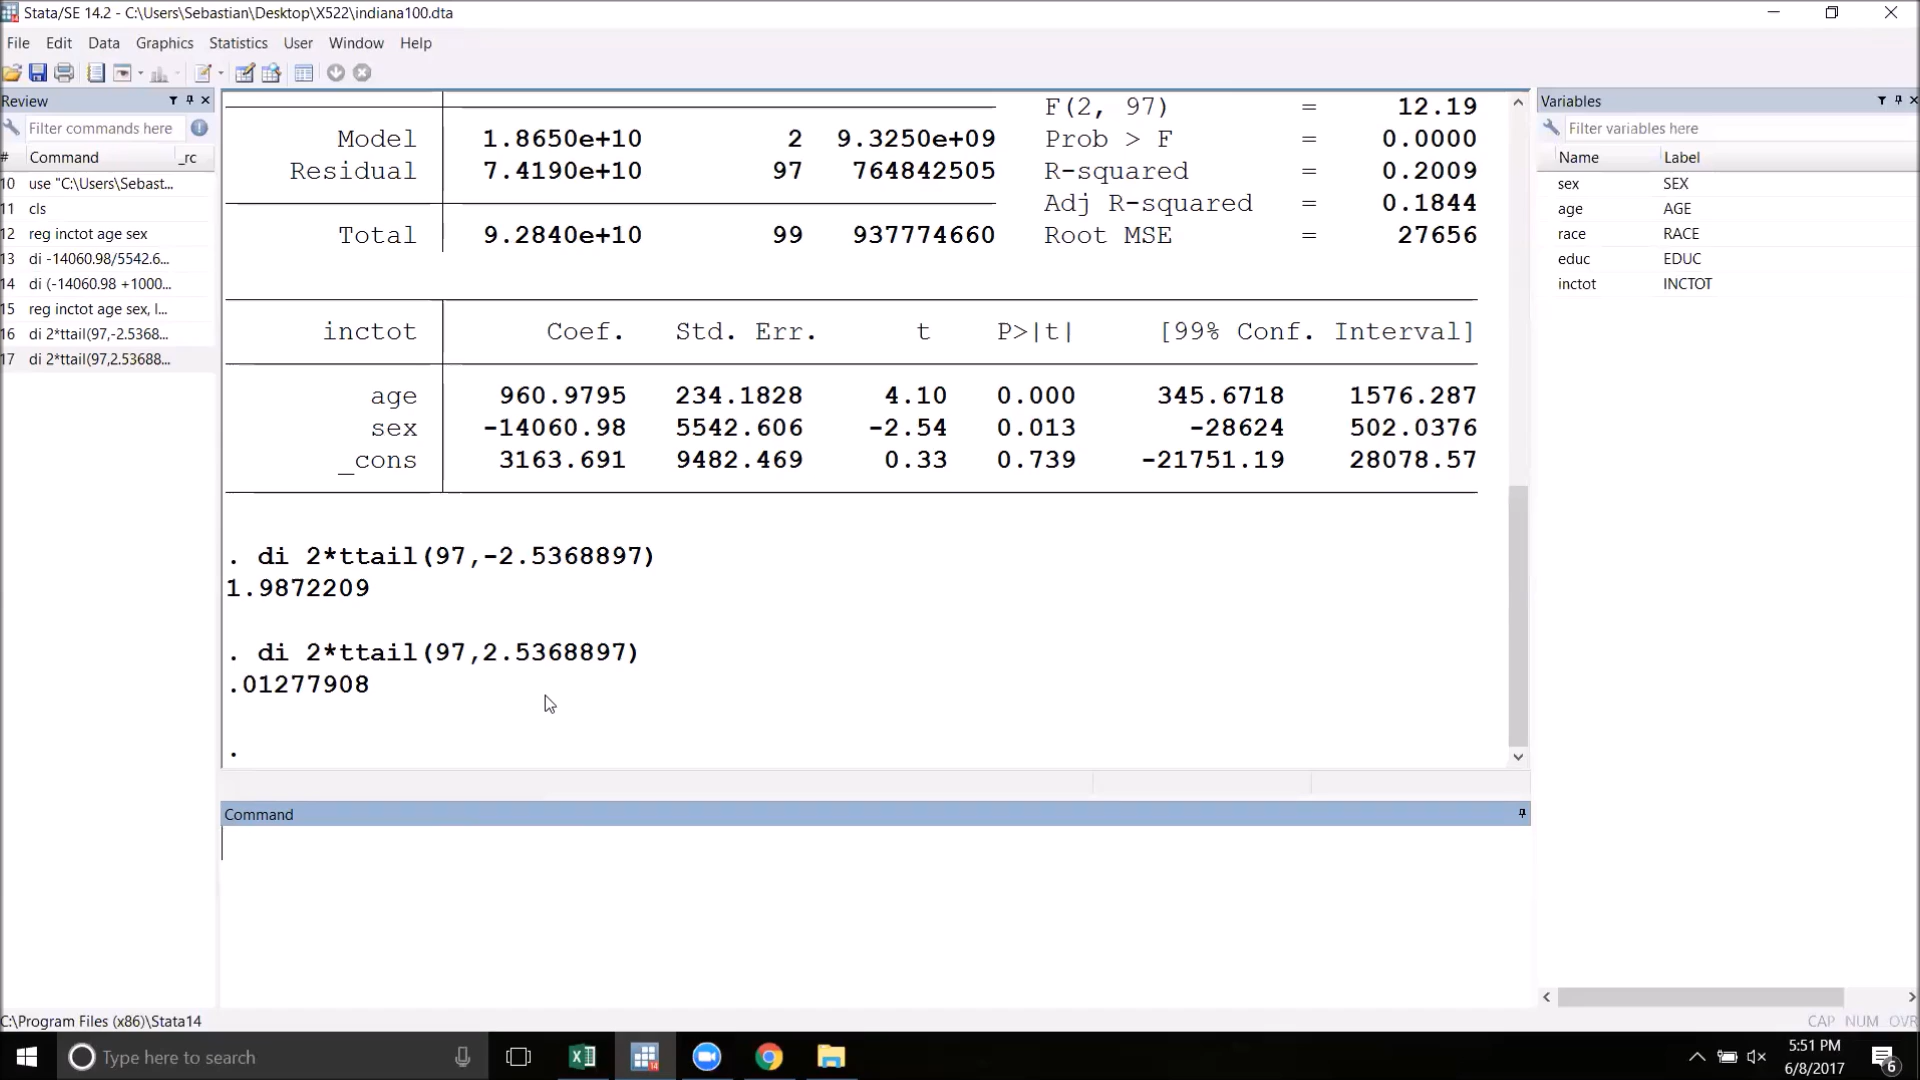 Stata/SE 14.2 - C:\Users\Sebastian\Desktop\X522\indiana100.dta
File Edit Data Graphics Statistics User Window Help
Review
Filter commands here
# Command _rc
10 use "C:\Users\Sebast...
11 cls
12 reg inctot age sex
13 di -14060.98/5542.6...
14 di (-14060.98 +1000...
15 reg inctot age sex, l...
16 di 2*ttail(97,-2.5368...
17 di 2*ttail(97,2.53688...
F(2, 97) = 12.19
Model 1.8650e+10 2 9.3250e+09 Prob > F = 0.0000
Residual 7.4190e+10 97 764842505 R-squared = 0.2009
Adj R-squared = 0.1844
Total 9.2840e+10 99 937774660 Root MSE = 27656
inctot Coef. Std. Err. t P>|t| [99% Conf. Interval]
age 960.9795 234.1828 4.10 0.000 345.6718 1576.287
sex -14060.98 5542.606 -2.54 0.013 -28624 502.0376
_cons 3163.691 9482.469 0.33 0.739 -21751.19 28078.57
. di 2*ttail(97,-2.5368897)
1.9872209
. di 2*ttail(97,2.5368897)
.01277908
.
Command
Variables
Filter variables here
Name Label
sex SEX
age AGE
race RACE
educ EDUC
inctot INCTOT
C:\Program Files (x86)\Stata14
CAP NUM OVR
Type here to search
14
5:51 PM
6/8/2017
6